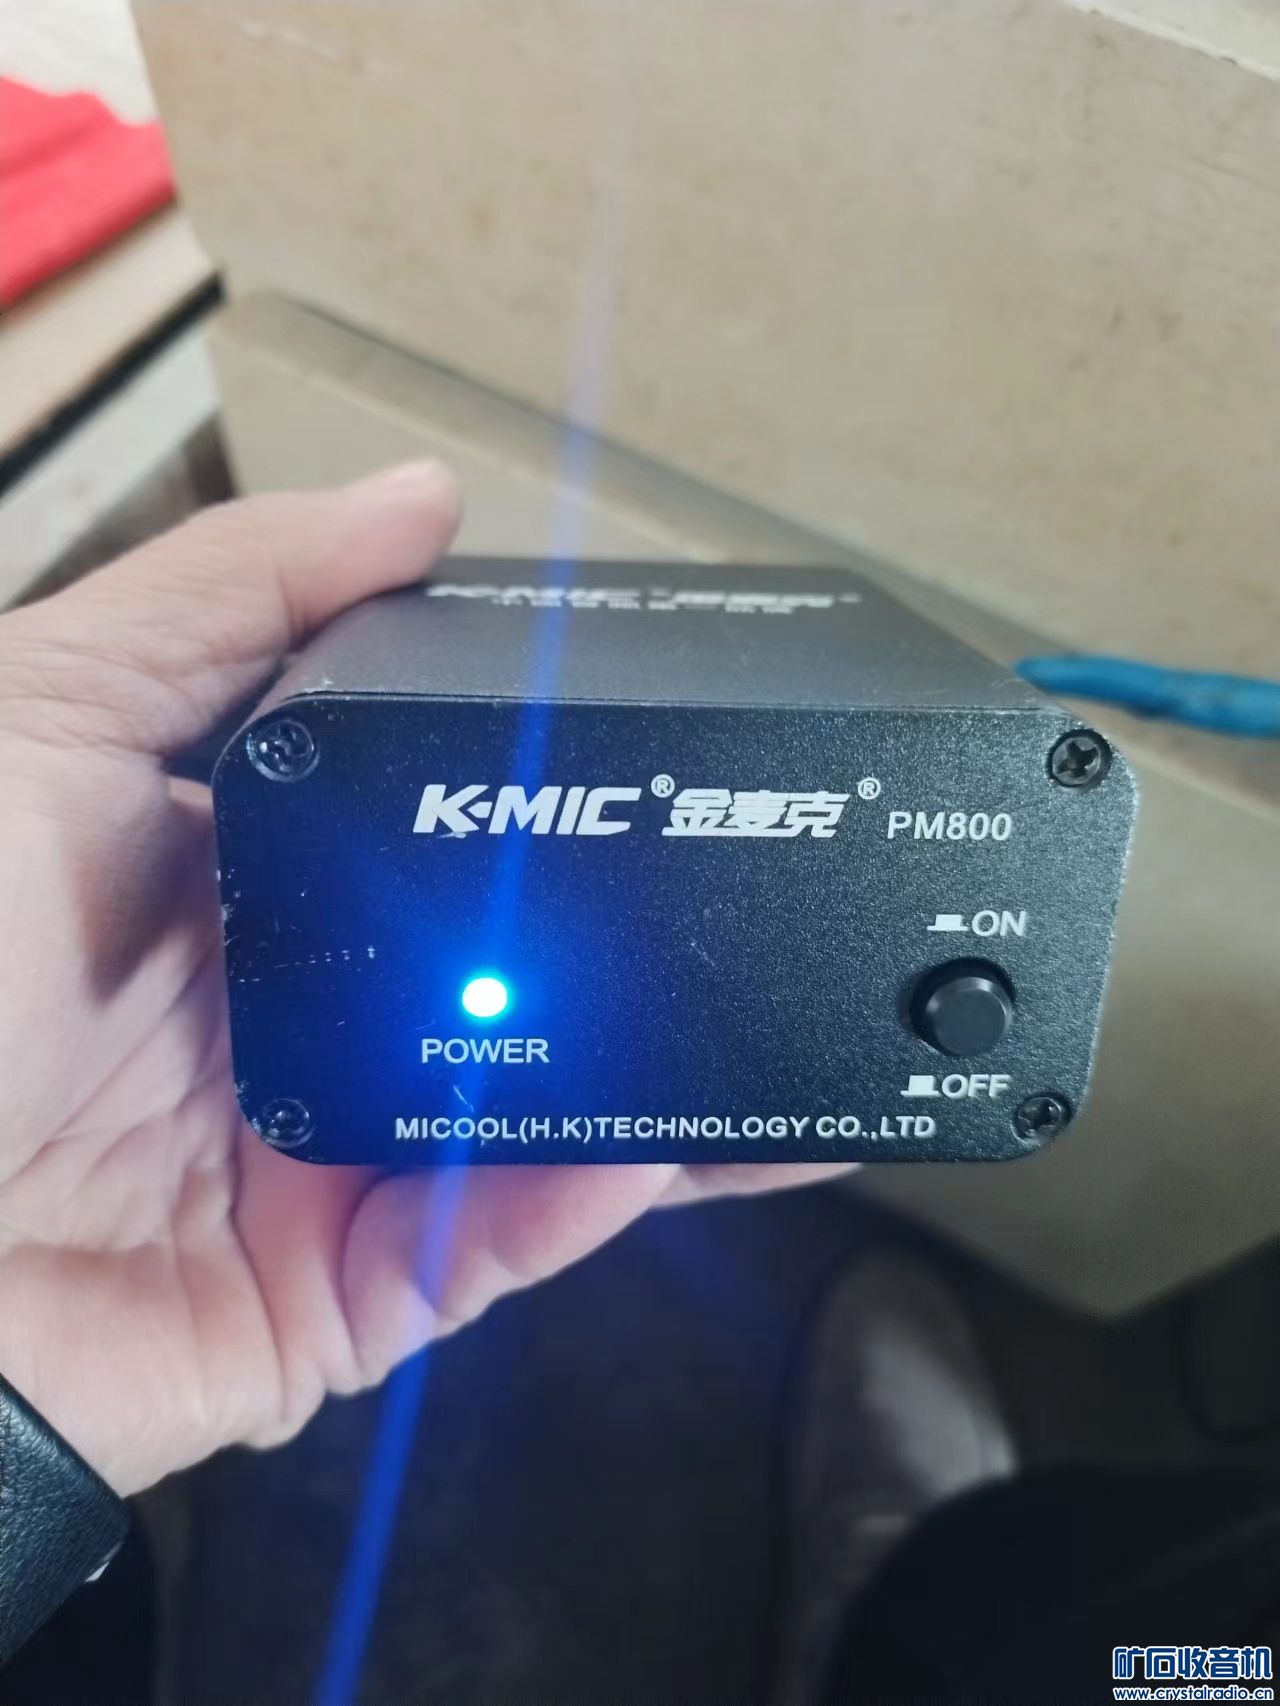 K-MIC
K-MIC® 金麦克® PM800
ON
POWER
OFF
MICOOL(H.K)TECHNOLOGY CO.,LTD
矿石收音机
www.crystalradio.cn